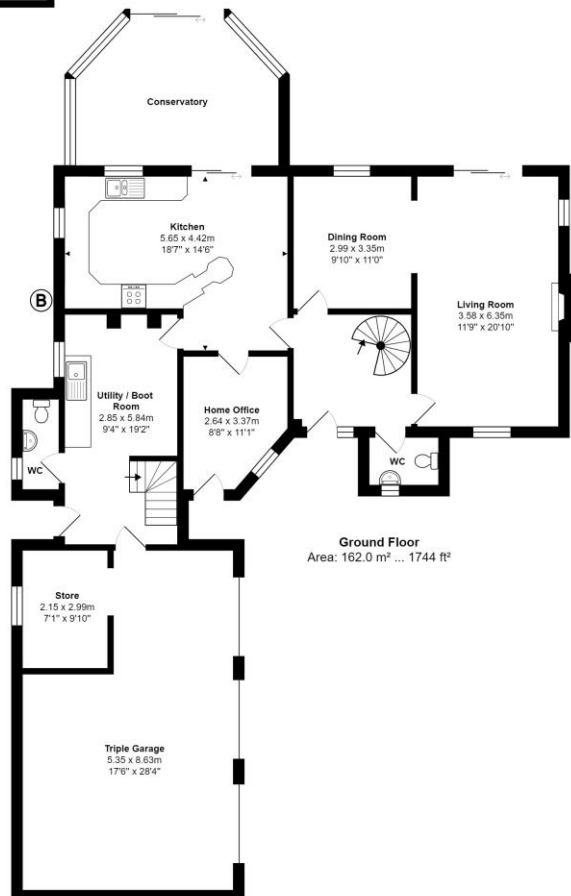 Conservatory
Kitchen
5.65 x 4.42m
18'7" x 14'6"
Dining Room
2.99 x 3.35m
9'10" x 11'0"
Living Room
3.58 x 6.35m
11'9" x 20'10"
B
Utility / Boot
Room
2.85 x 5.84m
9'4" x 19'2"
Home Office
2.64 x 3.37m
8'8" x 11'1"
WC
WC
Ground Floor
Area: 162.0 m² ... 1744 ft²
Store
2.15 x 2.99m
7'1" x 9'10"
Triple Garage
5.35 x 8.63m
17'6" x 28'4"